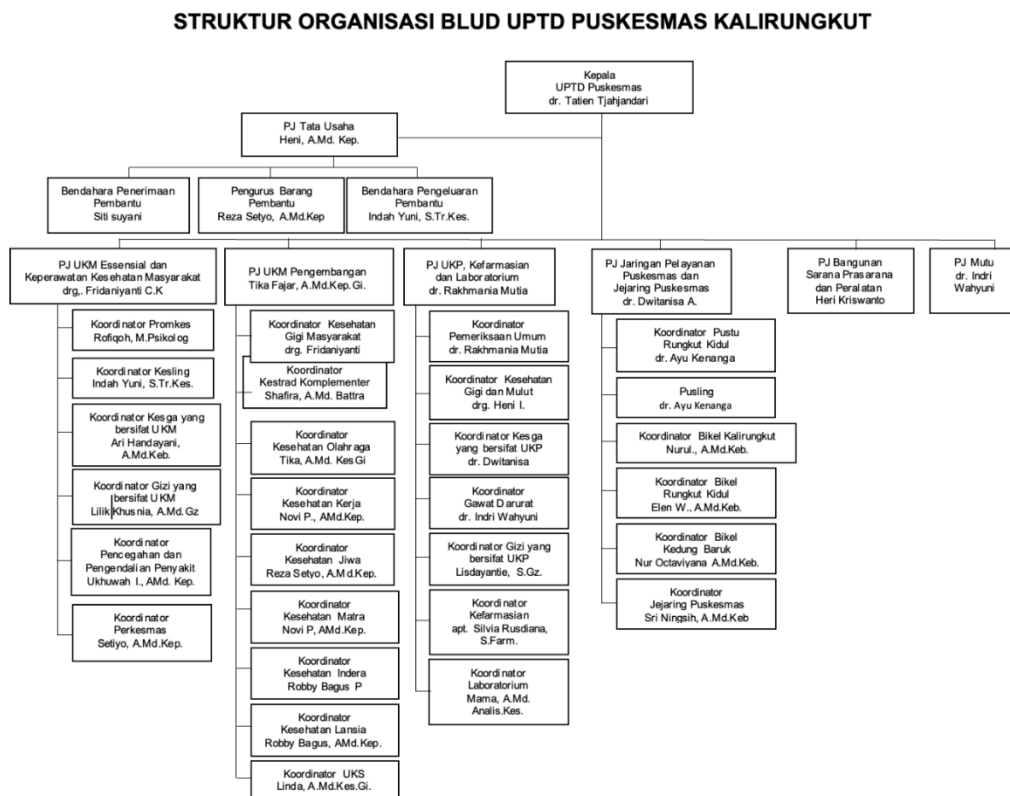 STRUKTUR ORGANISASI BLUD UPTD PUSKESMAS KALIRUNGKUT
Kepala
UPTD Puskesmas
dr. Tatien Tjahjandari
PJ Tata Usaha
Heni, A.Md. Kep.
Bendahara Penerimaan
Pembantu
Siti suyani
Pengurus Barang
Pembantu
Reza Setyo, A.Md.Kep
Bendahara Pengeluaran
Pembantu
Indah Yuni, S.Tr.Kes.
PJ UKM Essensial dan
Keperawatan Kesehatan Masyarakat
drg,. Fridaniyanti C.K
Koordinator Promkes
Rofiqoh, M.Psikolog
Koordinator Kesling
Indah Yuni, S.Tr.Kes.
Koordinator Kesga yang
bersifat UKM
Ari Handayani,
A.Md.Keb.
Koordinator Gizi yang
bersifat UKM
Lilik Khusnia, A.Md.Gz
Koordinator
Pencegahan dan
Pengendalian Penyakit
Ukhuwah I., AMd. Kep.
Koordinator
Perkesmas
Setiyo, A.Md.Kep.
PJ UKM Pengembangan
Tika Fajar, A.Md.Kep.Gi.
Koordinator Kesehatan
Gigi Masyarakat
drg. Fridaniyanti
Koordinator
Kestrad Komplementer
Shafira, A.Md. Battra
Koordinator
Kesehatan Olahraga
Tika, A.Md. KesGi
Koordinator
Kesehatan Kerja
Novi P., AMd.Kep.
Koordinator
Kesehatan Jiwa
Reza Setyo, A.Md.Kep.
Koordinator
Kesehatan Matra
Novi P, AMd.Kep.
Koordinator
Kesehatan Indera
Robby Bagus P
Koordinator
Kesehatan Lansia
Robby Bagus, AMd.Kep.
Koordinator UKS
Linda, A.Md.Kes.Gi.
PJ UKP, Kefarmasian
dan Laboratorium
dr. Rakhmania Mutia
Koordinator
Pemeriksaan Umum
dr. Rakhmania Mutia
Koordinator Kesehatan
Gigi dan Mulut
drg. Heni I.
Koordinator Kesga
yang bersifat UKP
dr. Dwitanisa
Koordinator
Gawat Darurat
dr. Indri Wahyuni
Koordinator Gizi yang
bersifat UKP
Lisdayantie, S.Gz.
Koordinator
Kefarmasian
apt. Silvia Rusdiana,
S.Farm.
Koordinator
Laboratorium
Mama, A.Md.
Analis.Kes.
PJ Jaringan Pelayanan
Puskesmas dan
Jejaring Puskesmas
dr. Dwitanisa A.
Koordinator Pustu
Rungkut Kidul
dr. Ayu Kenanga
Pusling
dr. Ayu Kenanga
Koordinator Bikel Kalirungkut
Nurul., A.Md.Keb.
Koordinator Bikel
Rungkut Kidul
Elen W., A.Md.Keb.
Koordinator Bikel
Kedung Baruk
Nur Octaviyana A.Md.Keb.
Koordinator
Jejaring Puskesmas
Sri Ningsih, A.Md.Keb
PJ Bangunan
Sarana Prasarana
dan Peralatan
Heri Kriswanto
PJ Mutu
dr. Indri
Wahyuni